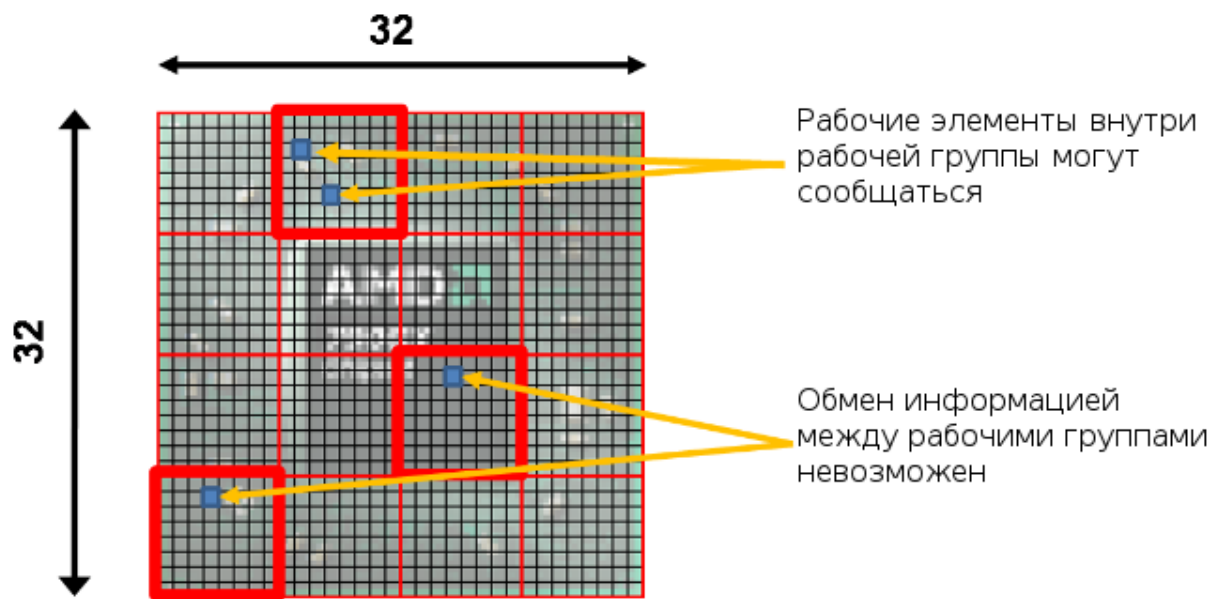 32
Рабочие элементы внутри
рабочей группы могут
сообщаться
32
AMD
Обмен информацией
между рабочими группами
невозможен